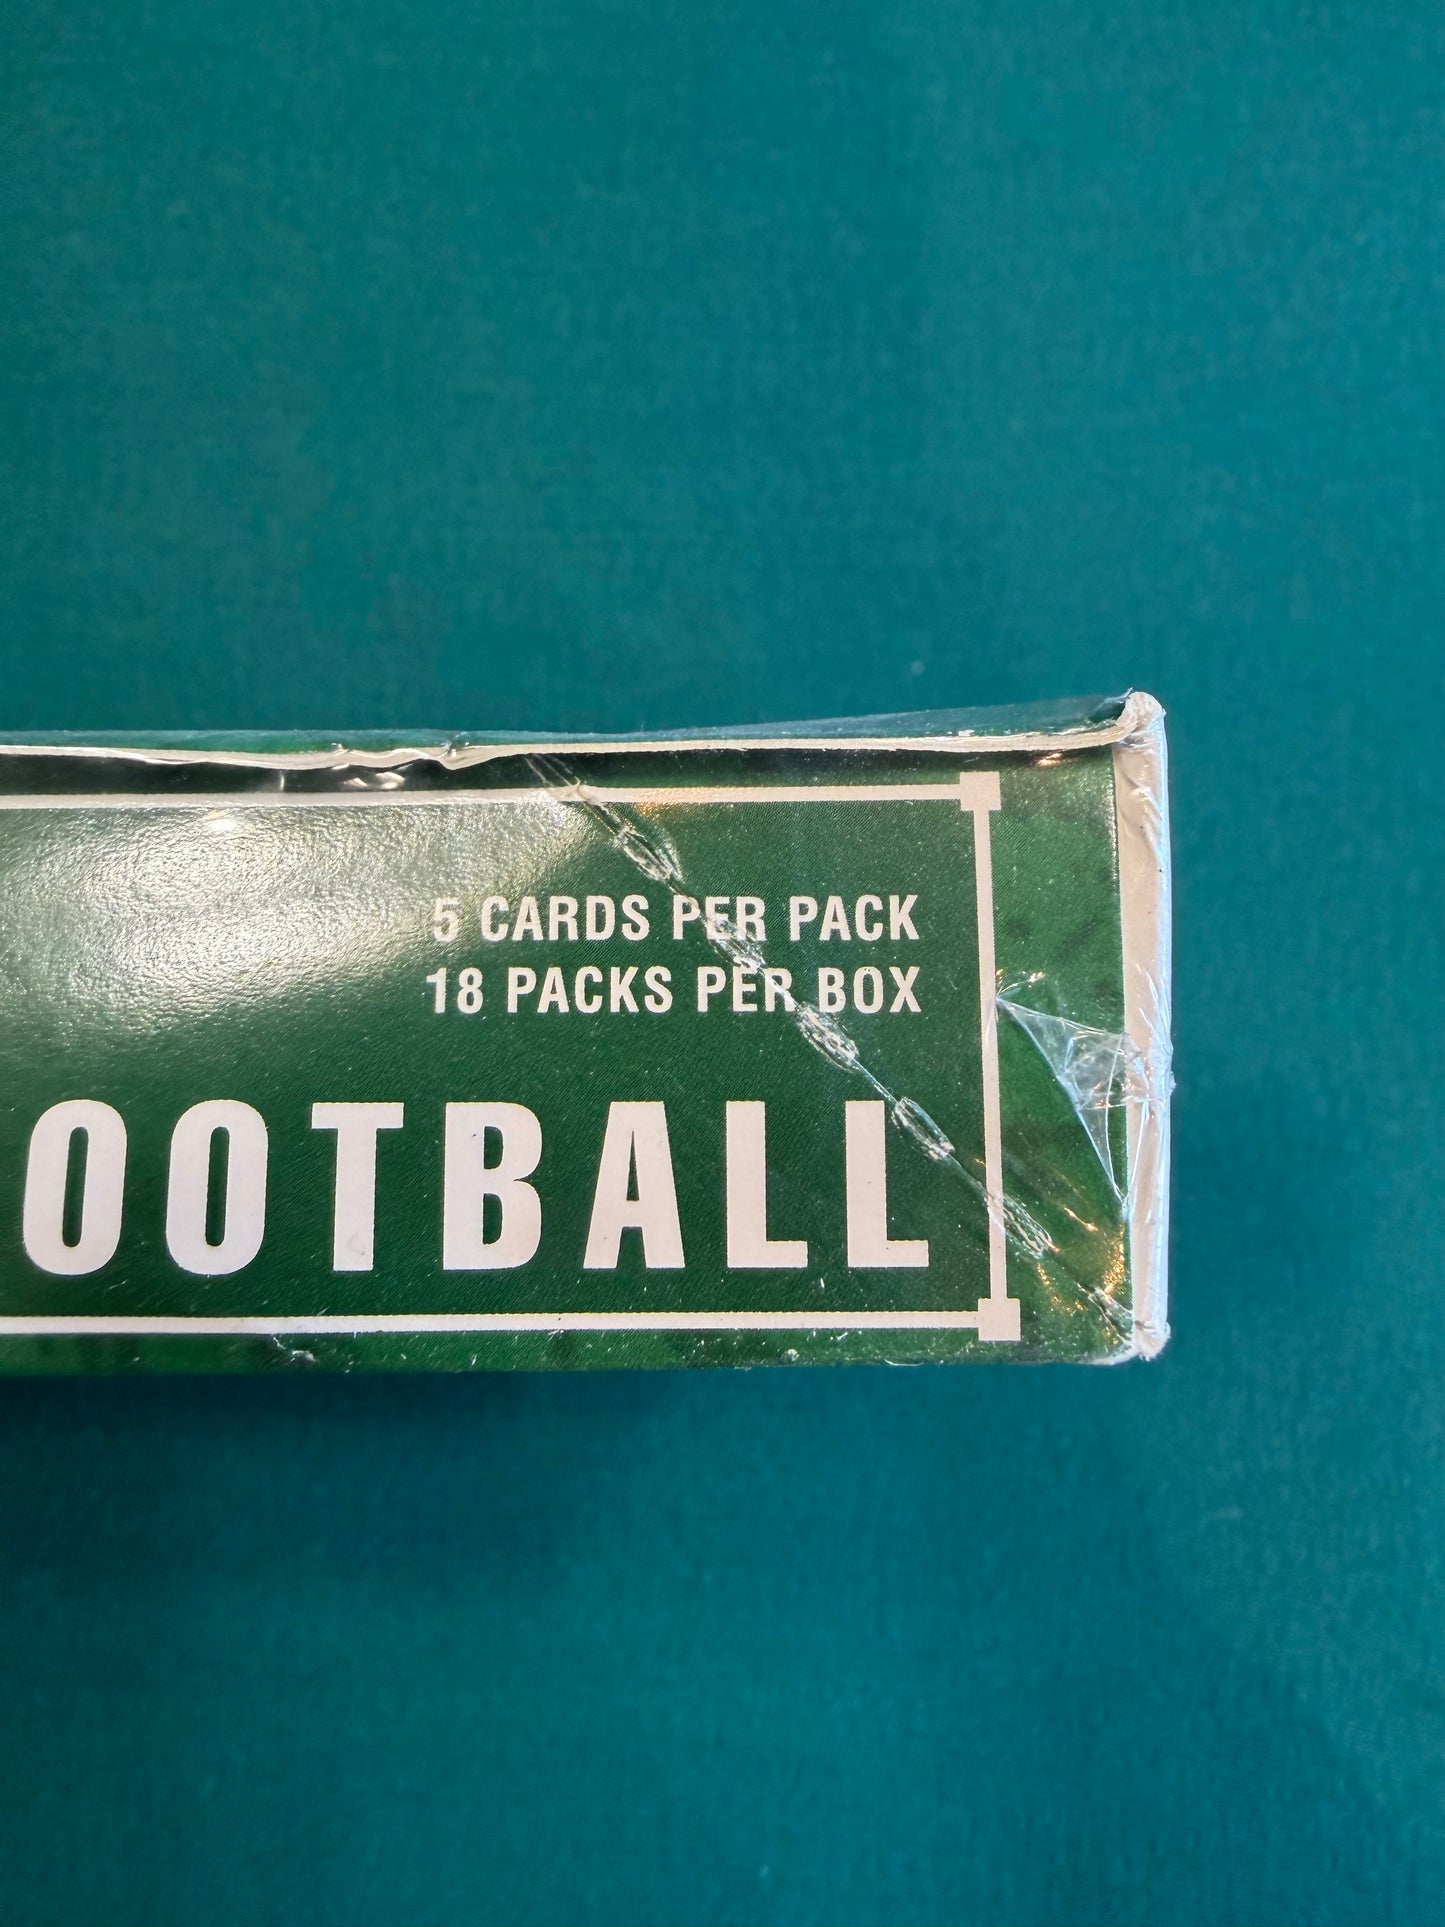 5 CARDS PER PACK
18 PACKS PER BOX
OOTBALL